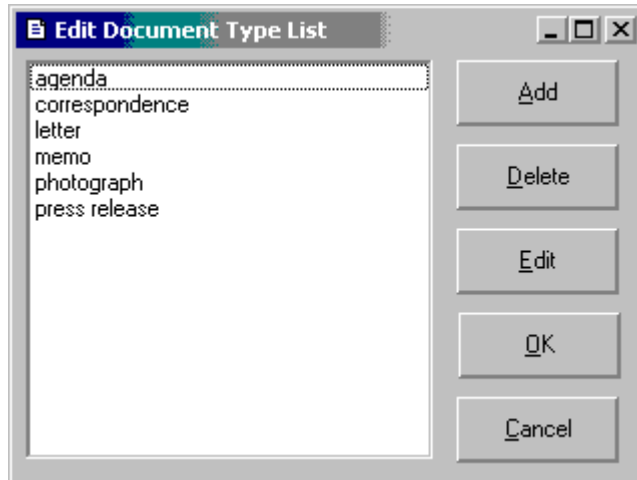 Edit Document Type List
agenda
correspondence
letter
memo
photograph
press release
Add
Delete
Edit
OK
Cancel